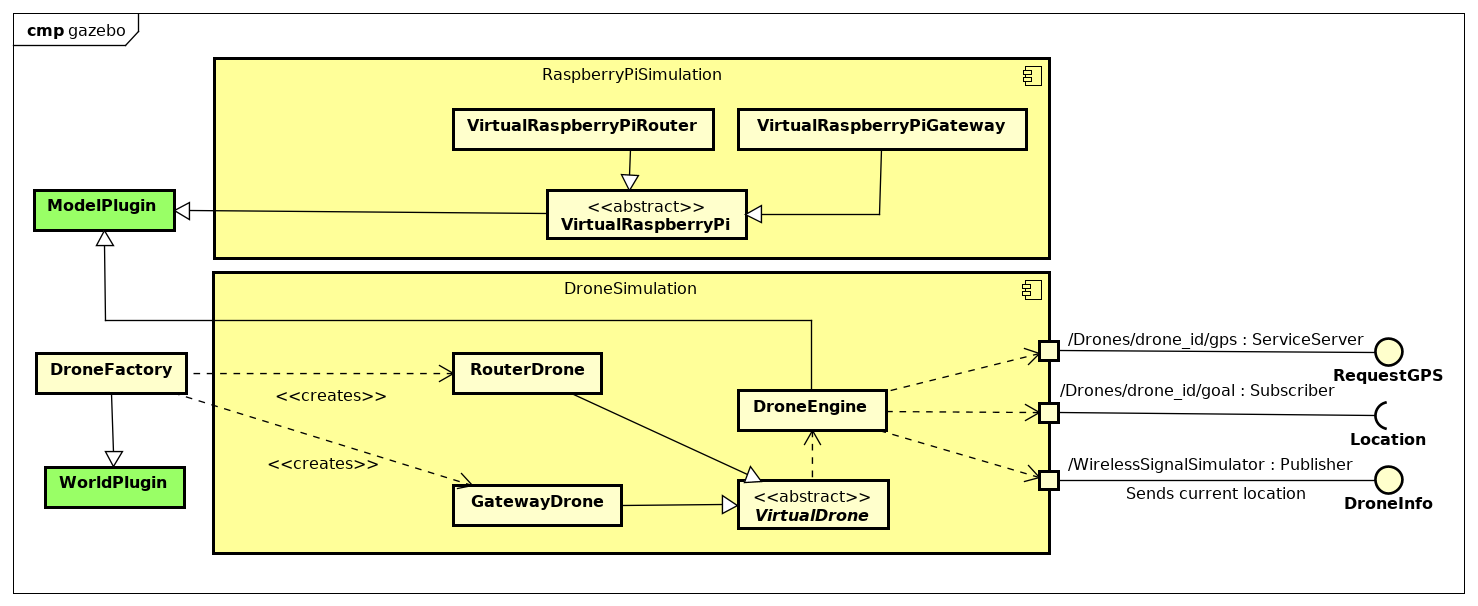 cmp gazebo
RaspberryPiSimulation
VirtualRaspberryPiRouter
VirtualRaspberryPiGateway
ModelPlugin
<<abstract>>
VirtualRaspberryPi
DroneSimulation
/Drones/drone_id/gps : ServiceServer
RequestGPS
DroneFactory
RouterDrone
<<creates>>
/Drones/drone_id/goal : Subscriber
DroneEngine
Location
<<creates>>
/WirelessSignalSimulator : Publisher
WorldPlugin
Sends current location
DroneInfo
GatewayDrone
<<abstract>>
VirtualDrone